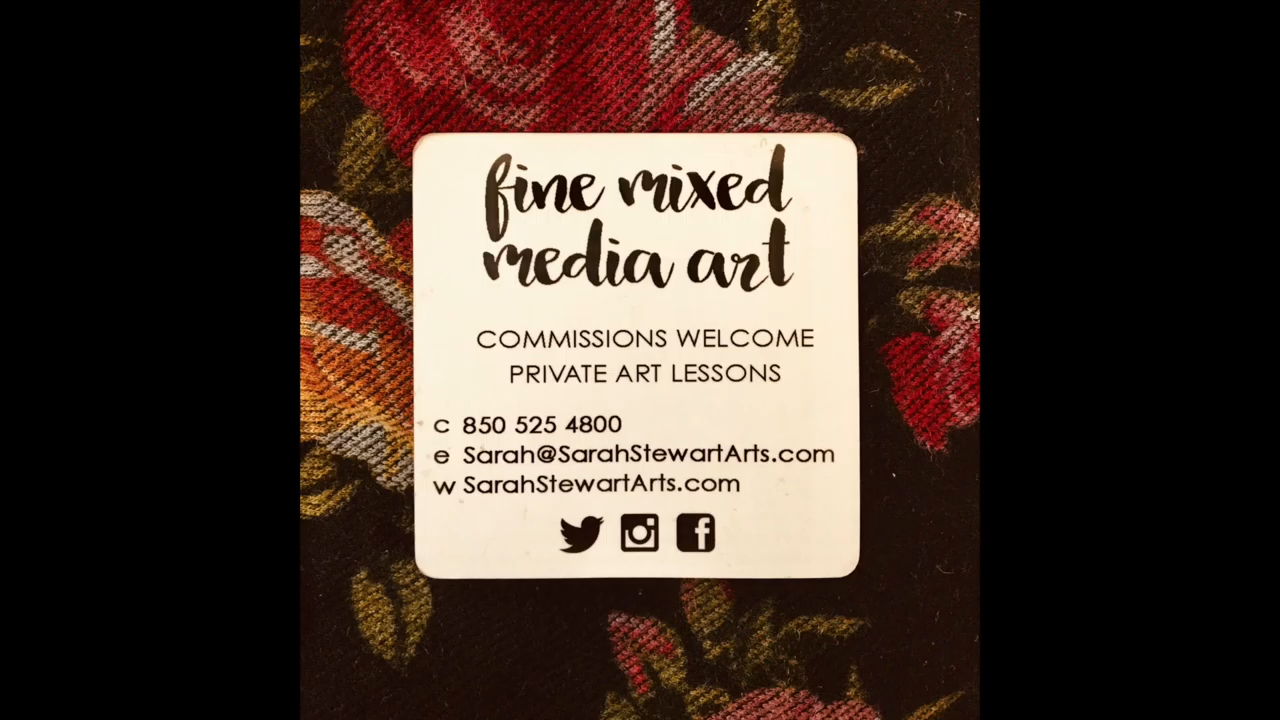 fine mixed
media art
COMMISSIONS WELCOME
PRIVATE ART LESSONS
c 850 525 4800
e Sarah@SarahStewartArts.com
w SarahStewartArts.com